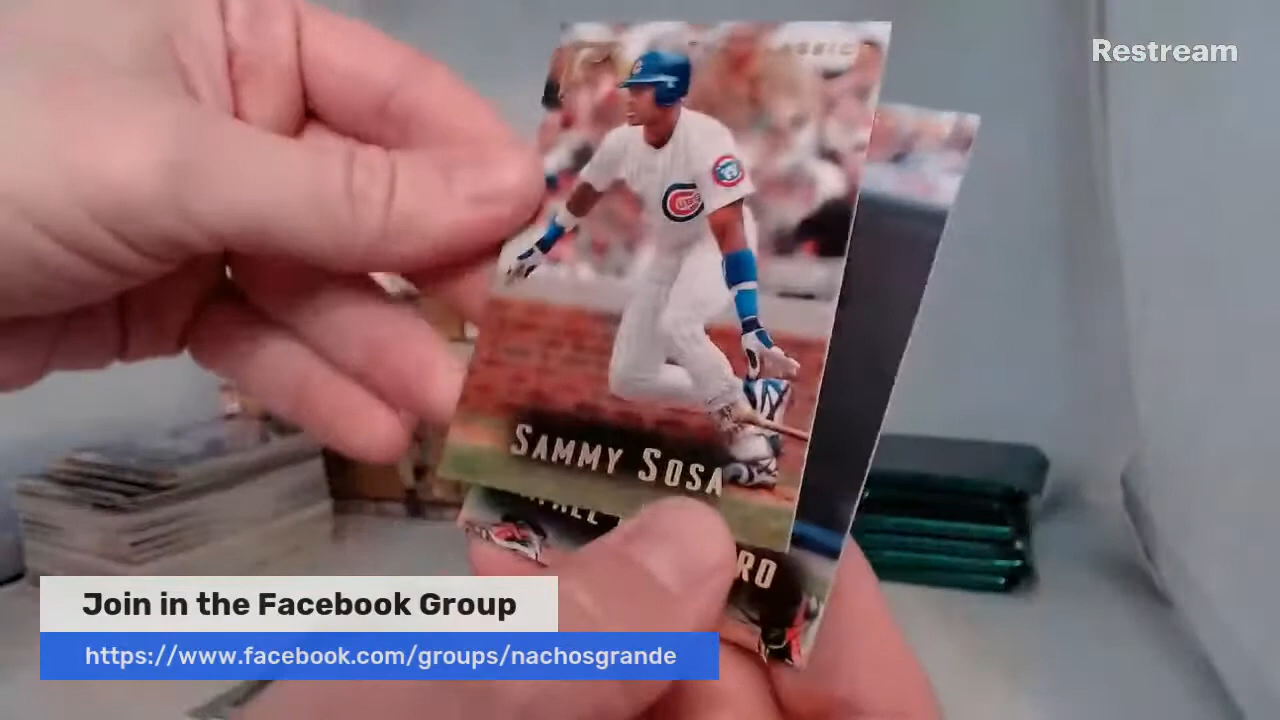 Restream
SAMMY SOSA
Join in the Facebook Group
https://www.facebook.com/groups/nachosgrande